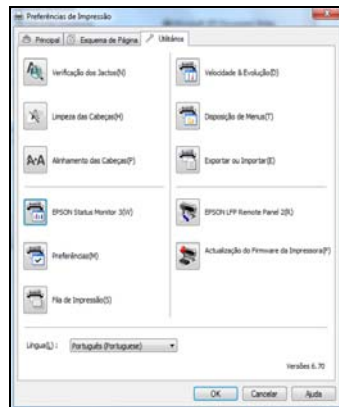 Preferências de Impressão
Principal
Esquema de Página
Utilitários
Verificação dos Jactos(N)
Velocidade & Evolução(D)
Limpeza das Cabeças(H)
Disposição de Menus(T)
Alinhamento das Cabeças(P)
Exportar ou Importar(E)
EPSON Status Monitor 3(W)
EPSON LFP Remote Panel 2(R)
Preferências(M)
Actualização do Firmware da Impressora(F)
Fila de Impressão(S)
Língua(L) :
Português (Portuguese)
Versões 6.70
OK
Cancelar
Ajuda